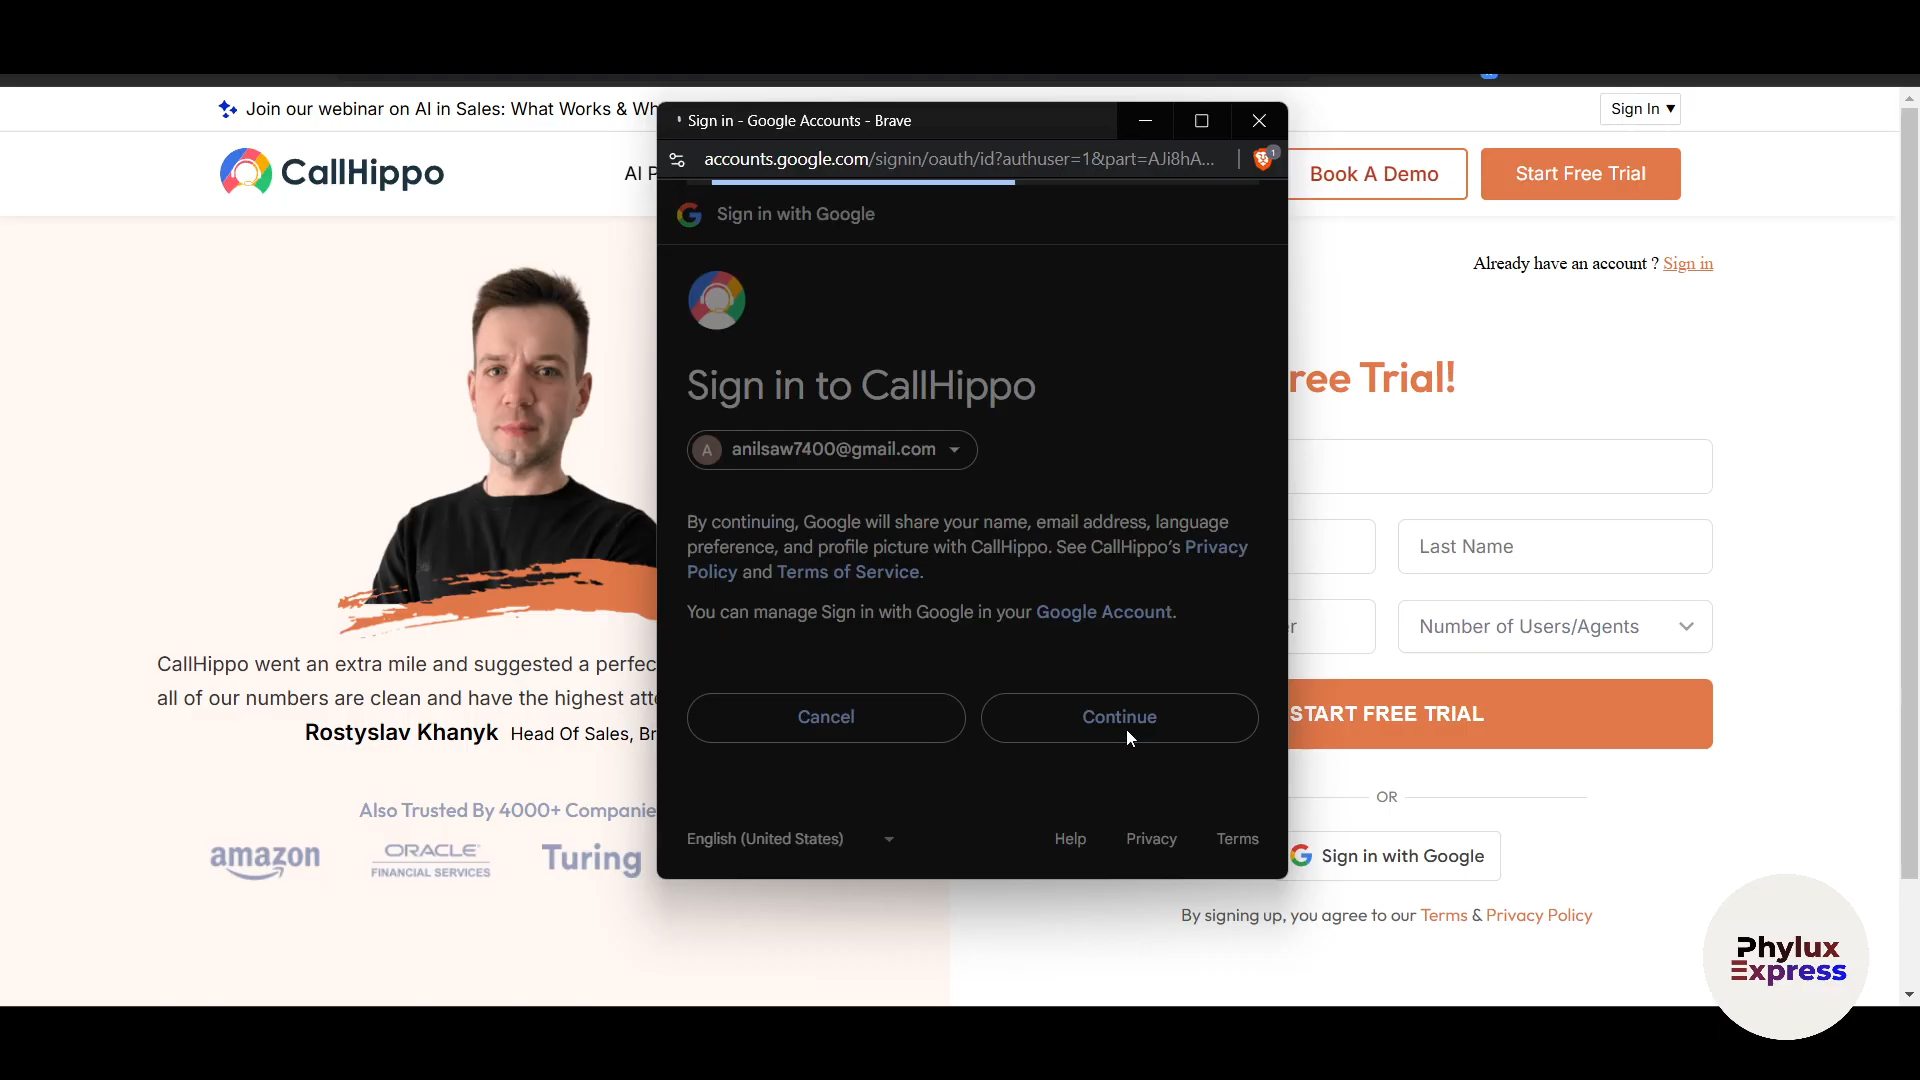 Join our webinar on AI in Sales: What Works & Wh
Sign In ▾
CallHippo
AI P
Book A Demo
Start Free Trial
Sign in - Google Accounts - Brave
accounts.google.com/signin/oauth/id?authuser=1&part=AJi8hA...
1
Sign in with Google
Sign in to CallHippo
A anilsaw7400@gmail.com
By continuing, Google will share your name, email address, language
preference, and profile picture with CallHippo. See CallHippo's Privacy
Policy and Terms of Service.
You can manage Sign in with Google in your Google Account.
Cancel
Continue
English (United States)
Help
Privacy
Terms
Already have an account ? Sign in
ree Trial!
Last Name
r
Number of Users/Agents
START FREE TRIAL
OR
Sign in with Google
By signing up, you agree to our Terms & Privacy Policy
CallHippo went an extra mile and suggested a perfec
all of our numbers are clean and have the highest att
Rostyslav Khanyk Head Of Sales, Br
Also Trusted By 4000+ Companie
amazon
ORACLE
FINANCIAL SERVICES
Turing
Phylux
Express